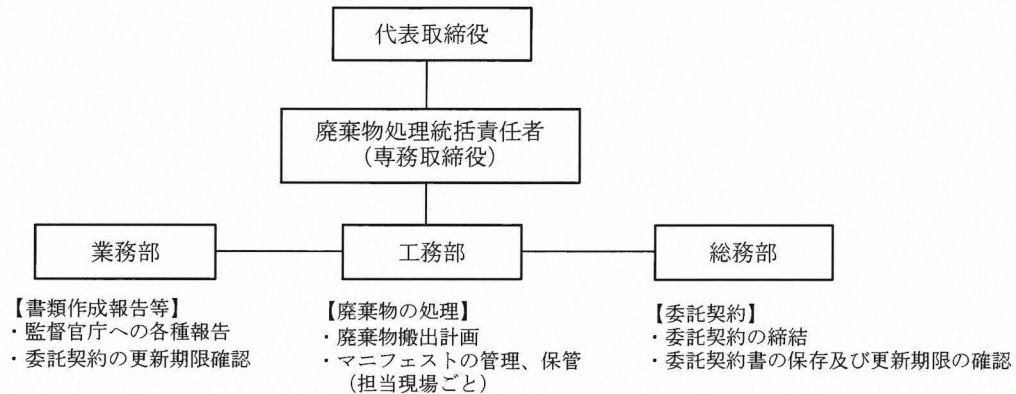 代表取締役
廃棄物処理統括責任者
(専務取締役)
業務部
工務部
総務部
【書類作成報告等】
・監督官庁への各種報告
・委託契約の更新期限確認
【廃棄物の処理】
・廃棄物搬出計画
・マニフェストの管理、保管
(担当現場ごと)
【委託契約】
・委託契約の締結
・委託契約書の保存及び更新期限の確認